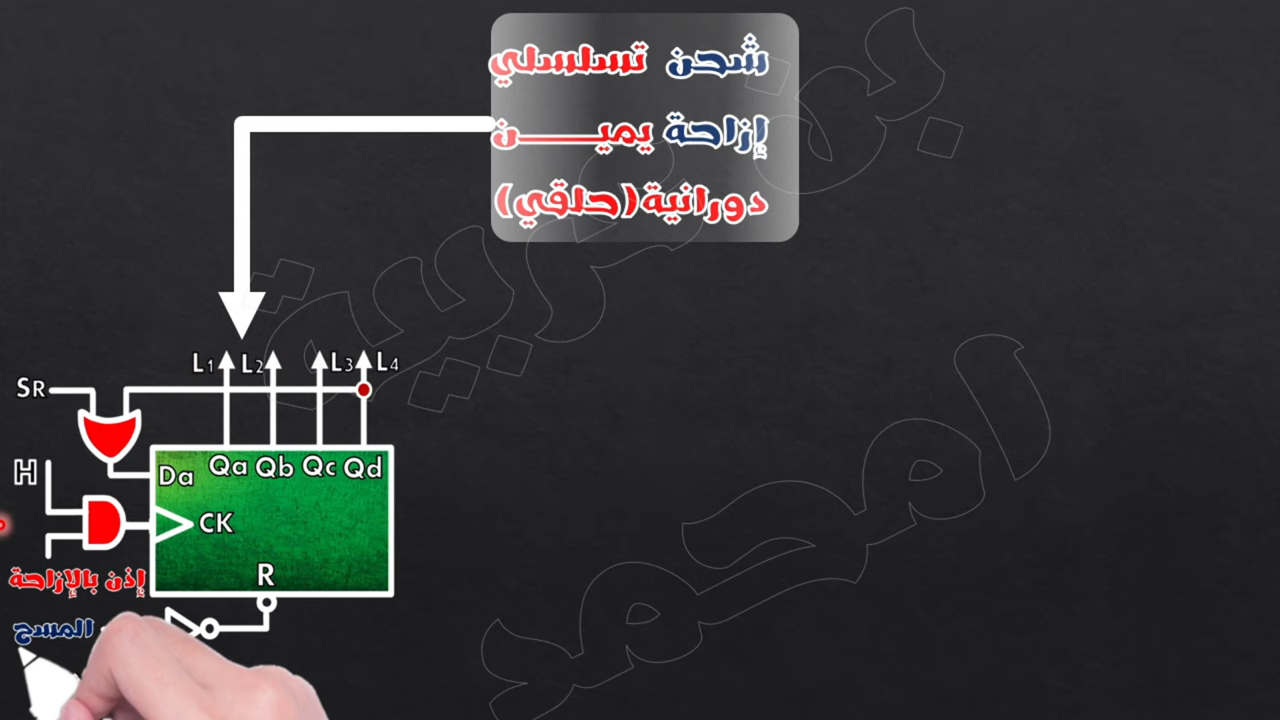 شحن تسلسلي
إزاحة يميـــــــن
دورانية(حلقي)
L1 L2 L3 L4
SR
H
Da Qa Qb Qc Qd
CK
إذن بالإزاحة
R
المسح